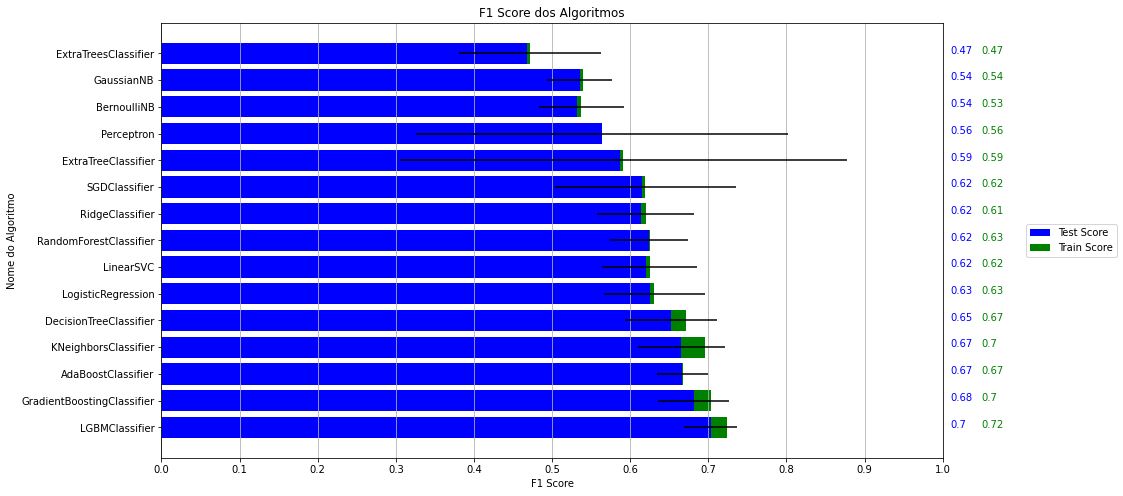 F1 Score dos Algoritmos
Nome do Algoritmo
ExtraTreesClassifier 0.47 0.47
GaussianNB 0.54 0.54
BernoulliNB 0.54 0.53
Perceptron 0.56 0.56
ExtraTreeClassifier 0.59 0.59
SGDClassifier 0.62 0.62
RidgeClassifier 0.62 0.61
RandomForestClassifier 0.62 0.63
LinearSVC 0.62 0.62
LogisticRegression 0.63 0.63
DecisionTreeClassifier 0.65 0.67
KNeighborsClassifier 0.67 0.7
AdaBoostClassifier 0.67 0.67
GradientBoostingClassifier 0.68 0.7
LGBMClassifier 0.7 0.72
0.0 0.1 0.2 0.3 0.4 0.5 0.6 0.7 0.8 0.9 1.0
F1 Score
Test Score
Train Score